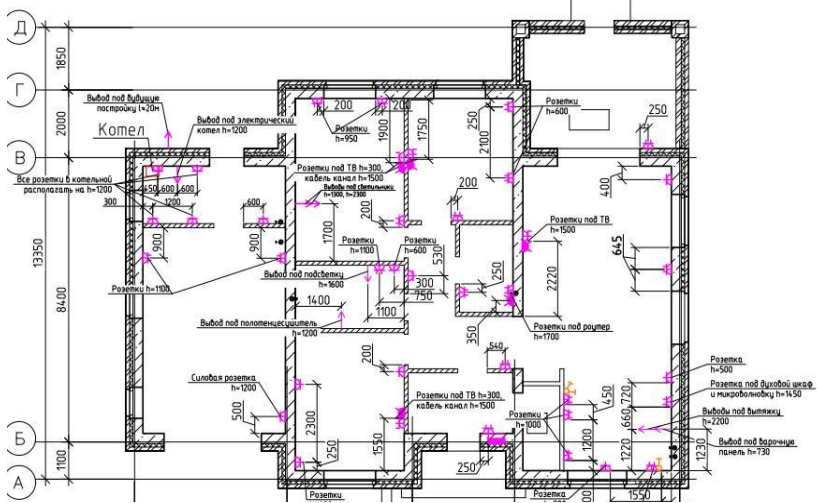 Д
1850
Г
Вывод под будущую
постройку l=20м
Вывод под электрический
котел h=1200
200
200
Розетки
h=950
1900
1750
250
2100
Розетки
h=600
250
2000
Котел
В
Все розетки в котельной
располагать на h=1200
450
600
600
300
1200
600
Розетки под ТВ h=300,
кабель канал h=1500
Выводы под светильники
h=1300, h=2300
200
200
400
Розетки под ТВ
h=1500
13350
900
900
1700
Розетки
h=1100
Розетки
h=600
530
645
8400
Розетки h=1100
Вывод под подсветки
h=1600
300
750
250
2220
1400
1100
350
Вывод под полотенцесушитель
h=1200
Розетки под роутер
h=1700
540
200
Розетка
h=500
Силовая розетка
h=1200
Розетки под ТВ h=300,
кабель канал h=1500
Розетка под духовой шкаф
и микроволновку h=1450
720
450
500
2300
Розетки
h=1000
660
Выводы под вытяжку
h=2200
Б
250
1550
1200
1220
1230
Вывод под варочную
панель h=730
1100
250
А
Розетки
Розетка
1550